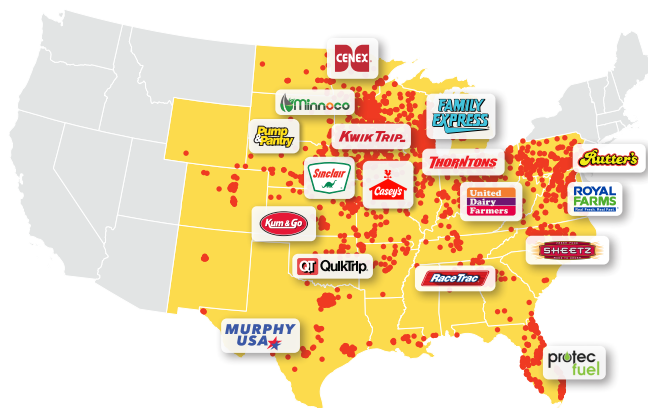 CENEX
Minnoco
FAMILY
EXPRESS
Pump
&Pantry
KWIK TRIP
THORNTONS
Rutter's
Sinclair
Casey's
United
Dairy
Farmers
ROYAL
FARMS
Kum & Go
SHEETZ
QT QuikTrip
RaceTrac
MURPHY
USA
protec
fuel